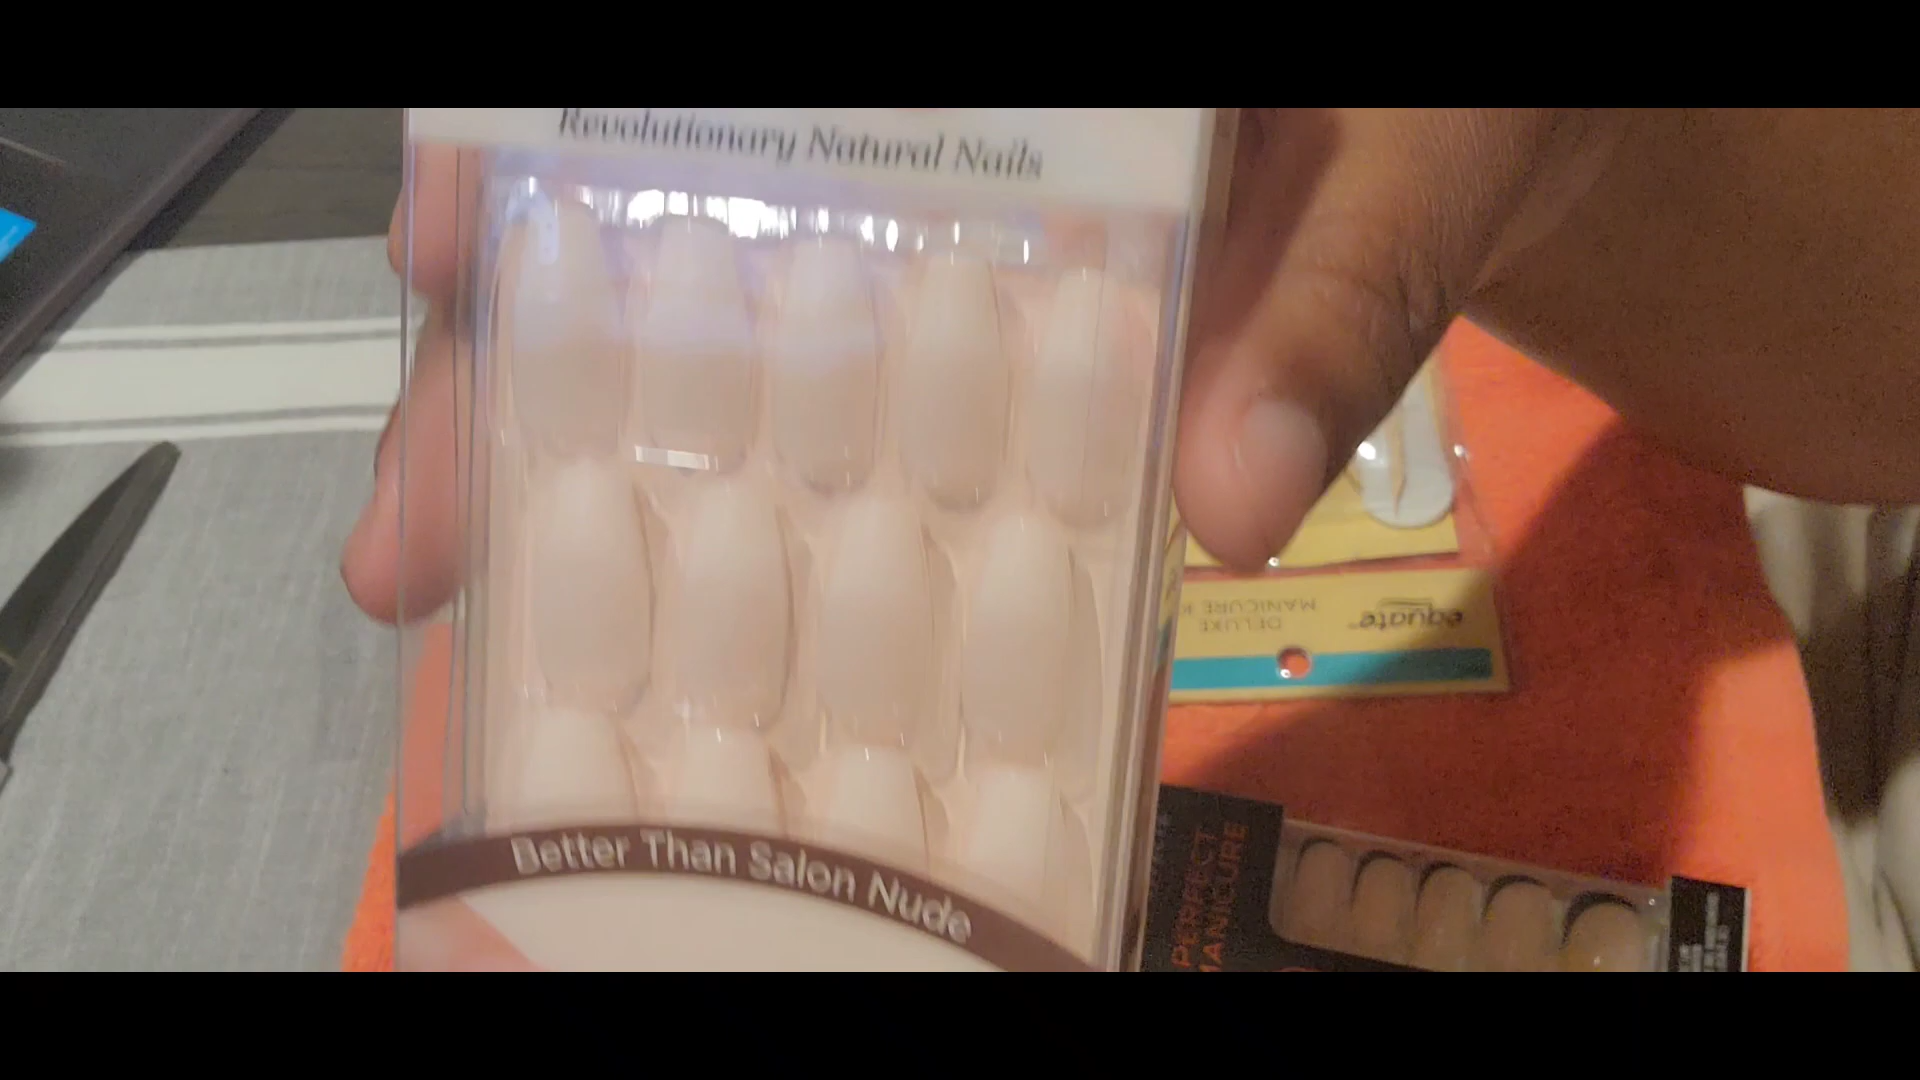 Revolutionary Natural Nails
Better Than Salon Nude
equate
DELUXE
MANICURE
PERFECT
MANICURE